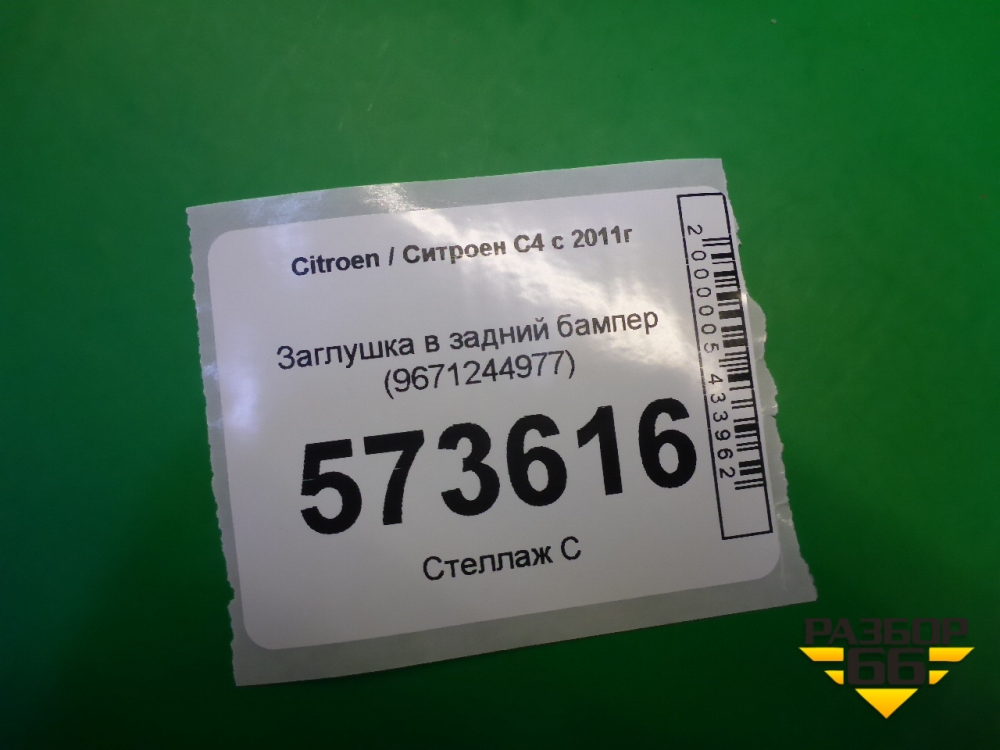 Citroen / Ситроен C4 с 2011г
Заглушка в задний бампер
(9671244977)
573616
Стеллаж С
2000005433962
РАЗБОР
66